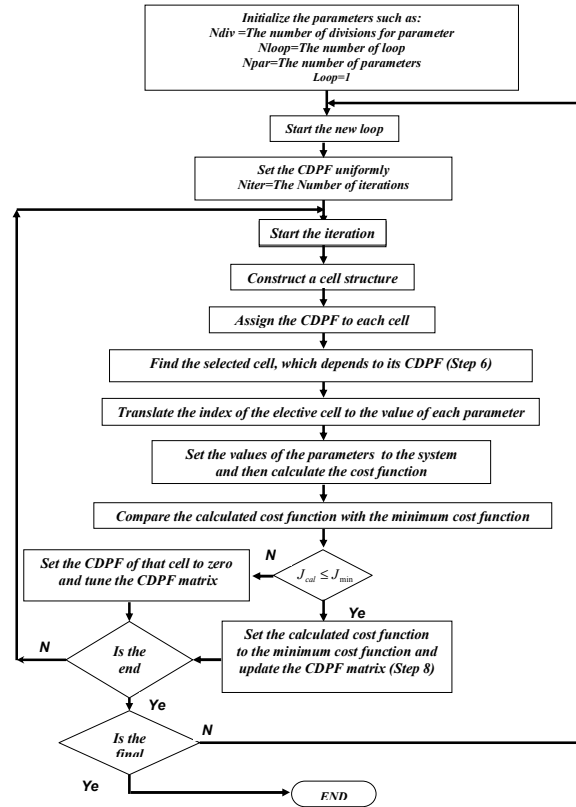 Initialize the parameters such as:
Ndiv =The number of divisions for parameter
Nloop=The number of loop
Npar=The number of parameters
Loop=1
Start the new loop
Set the CDPF uniformly
Niter=The Number of iterations
Start the iteration
Construct a cell structure
Assign the CDPF to each cell
Find the selected cell, which depends to its CDPF (Step 6)
Translate the index of the elective cell to the value of each parameter
Set the values of the parameters to the system
and then calculate the cost function
Compare the calculated cost function with the minimum cost function
N
Set the CDPF of that cell to zero
and tune the CDPF matrix
J_cal ≤ J_min
Ye
Set the calculated cost function
to the minimum cost function and
update the CDPF matrix (Step 8)
N
Is the
end
Ye
Is the
final
N
Ye
END